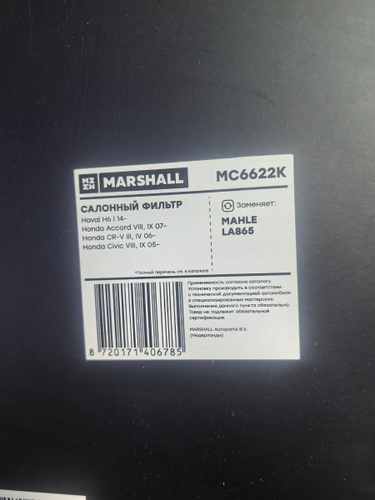 MARSHALL
MC6622K
САЛОННЫЙ ФИЛЬТР
Haval H6 I 14-
Honda Accord VIII, IX 07-
Honda CR-V III, IV 06-
Honda Civic VIII, IX 05-
*Полный перечень см. в каталоге
Заменяет:
MAHLE
LA865
8 720171 406785
Применяемость согласно каталогу.
Установку производить в соответствии
с технической документацией автомобиля
в специализированных мастерских.
Выполнение данного пункта обязательно.
Товар не подлежит обязательной
сертификации.
MARSHALL Autoparts B.V.
(Нидерланды)